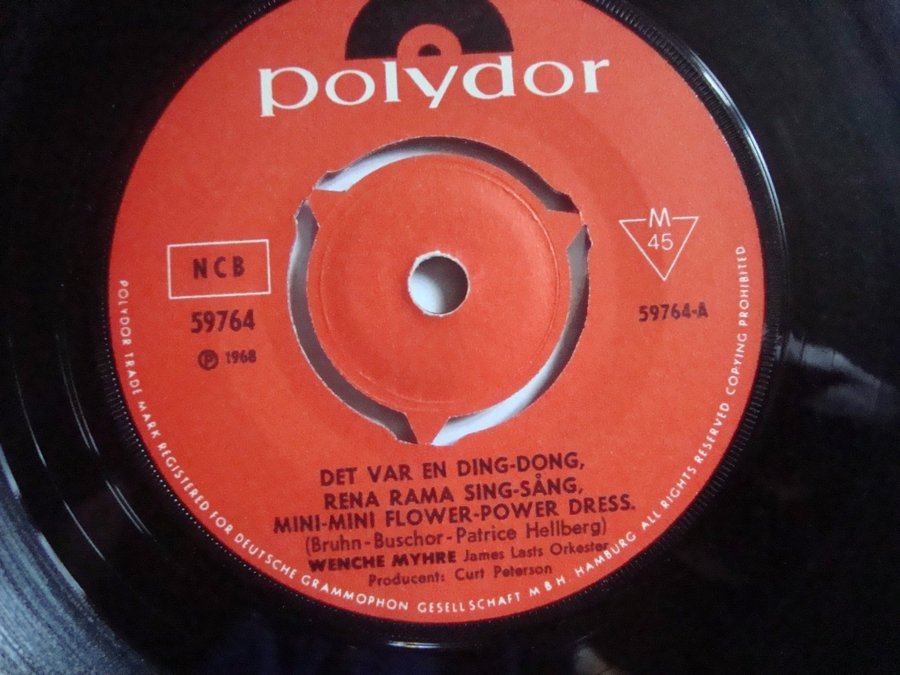 polydor
NCB
59764
Ⓟ 1968
M
45
59764-A
DET VAR EN DING-DONG,
RENA RAMA SING-SÅNG,
MINI-MINI FLOWER-POWER DRESS.
(Bruhn-Buschor-Patrice Hellberg)
WENCHE MYHRE James Lasts Orkester
Producent: Curt Peterson
POLYDOR TRADE MARK REGISTERED FOR DEUTSCHE GRAMMOPHON GESELLSCHAFT M B H. HAMBURG ALL RIGHTS RESERVED COPYING PROHIBITED